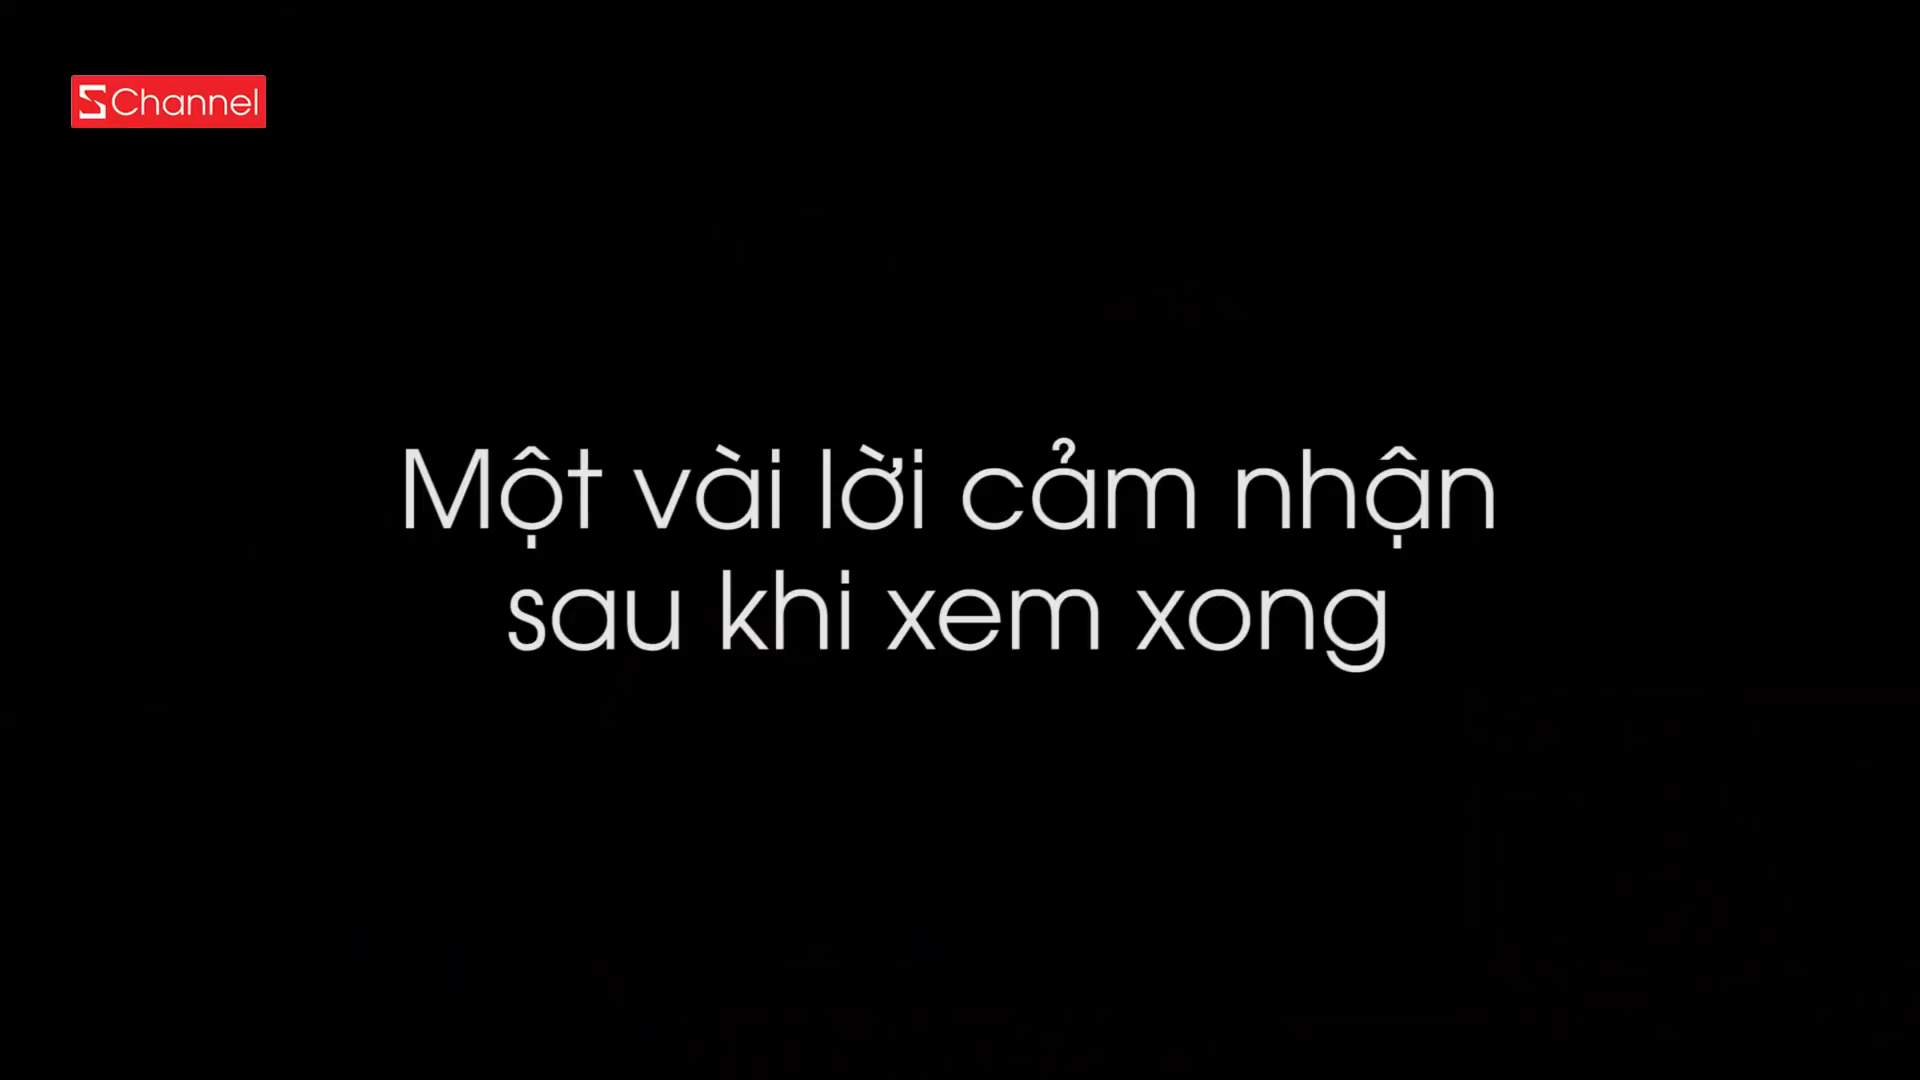 SChannel
Một vài lời cảm nhận
sau khi xem xong